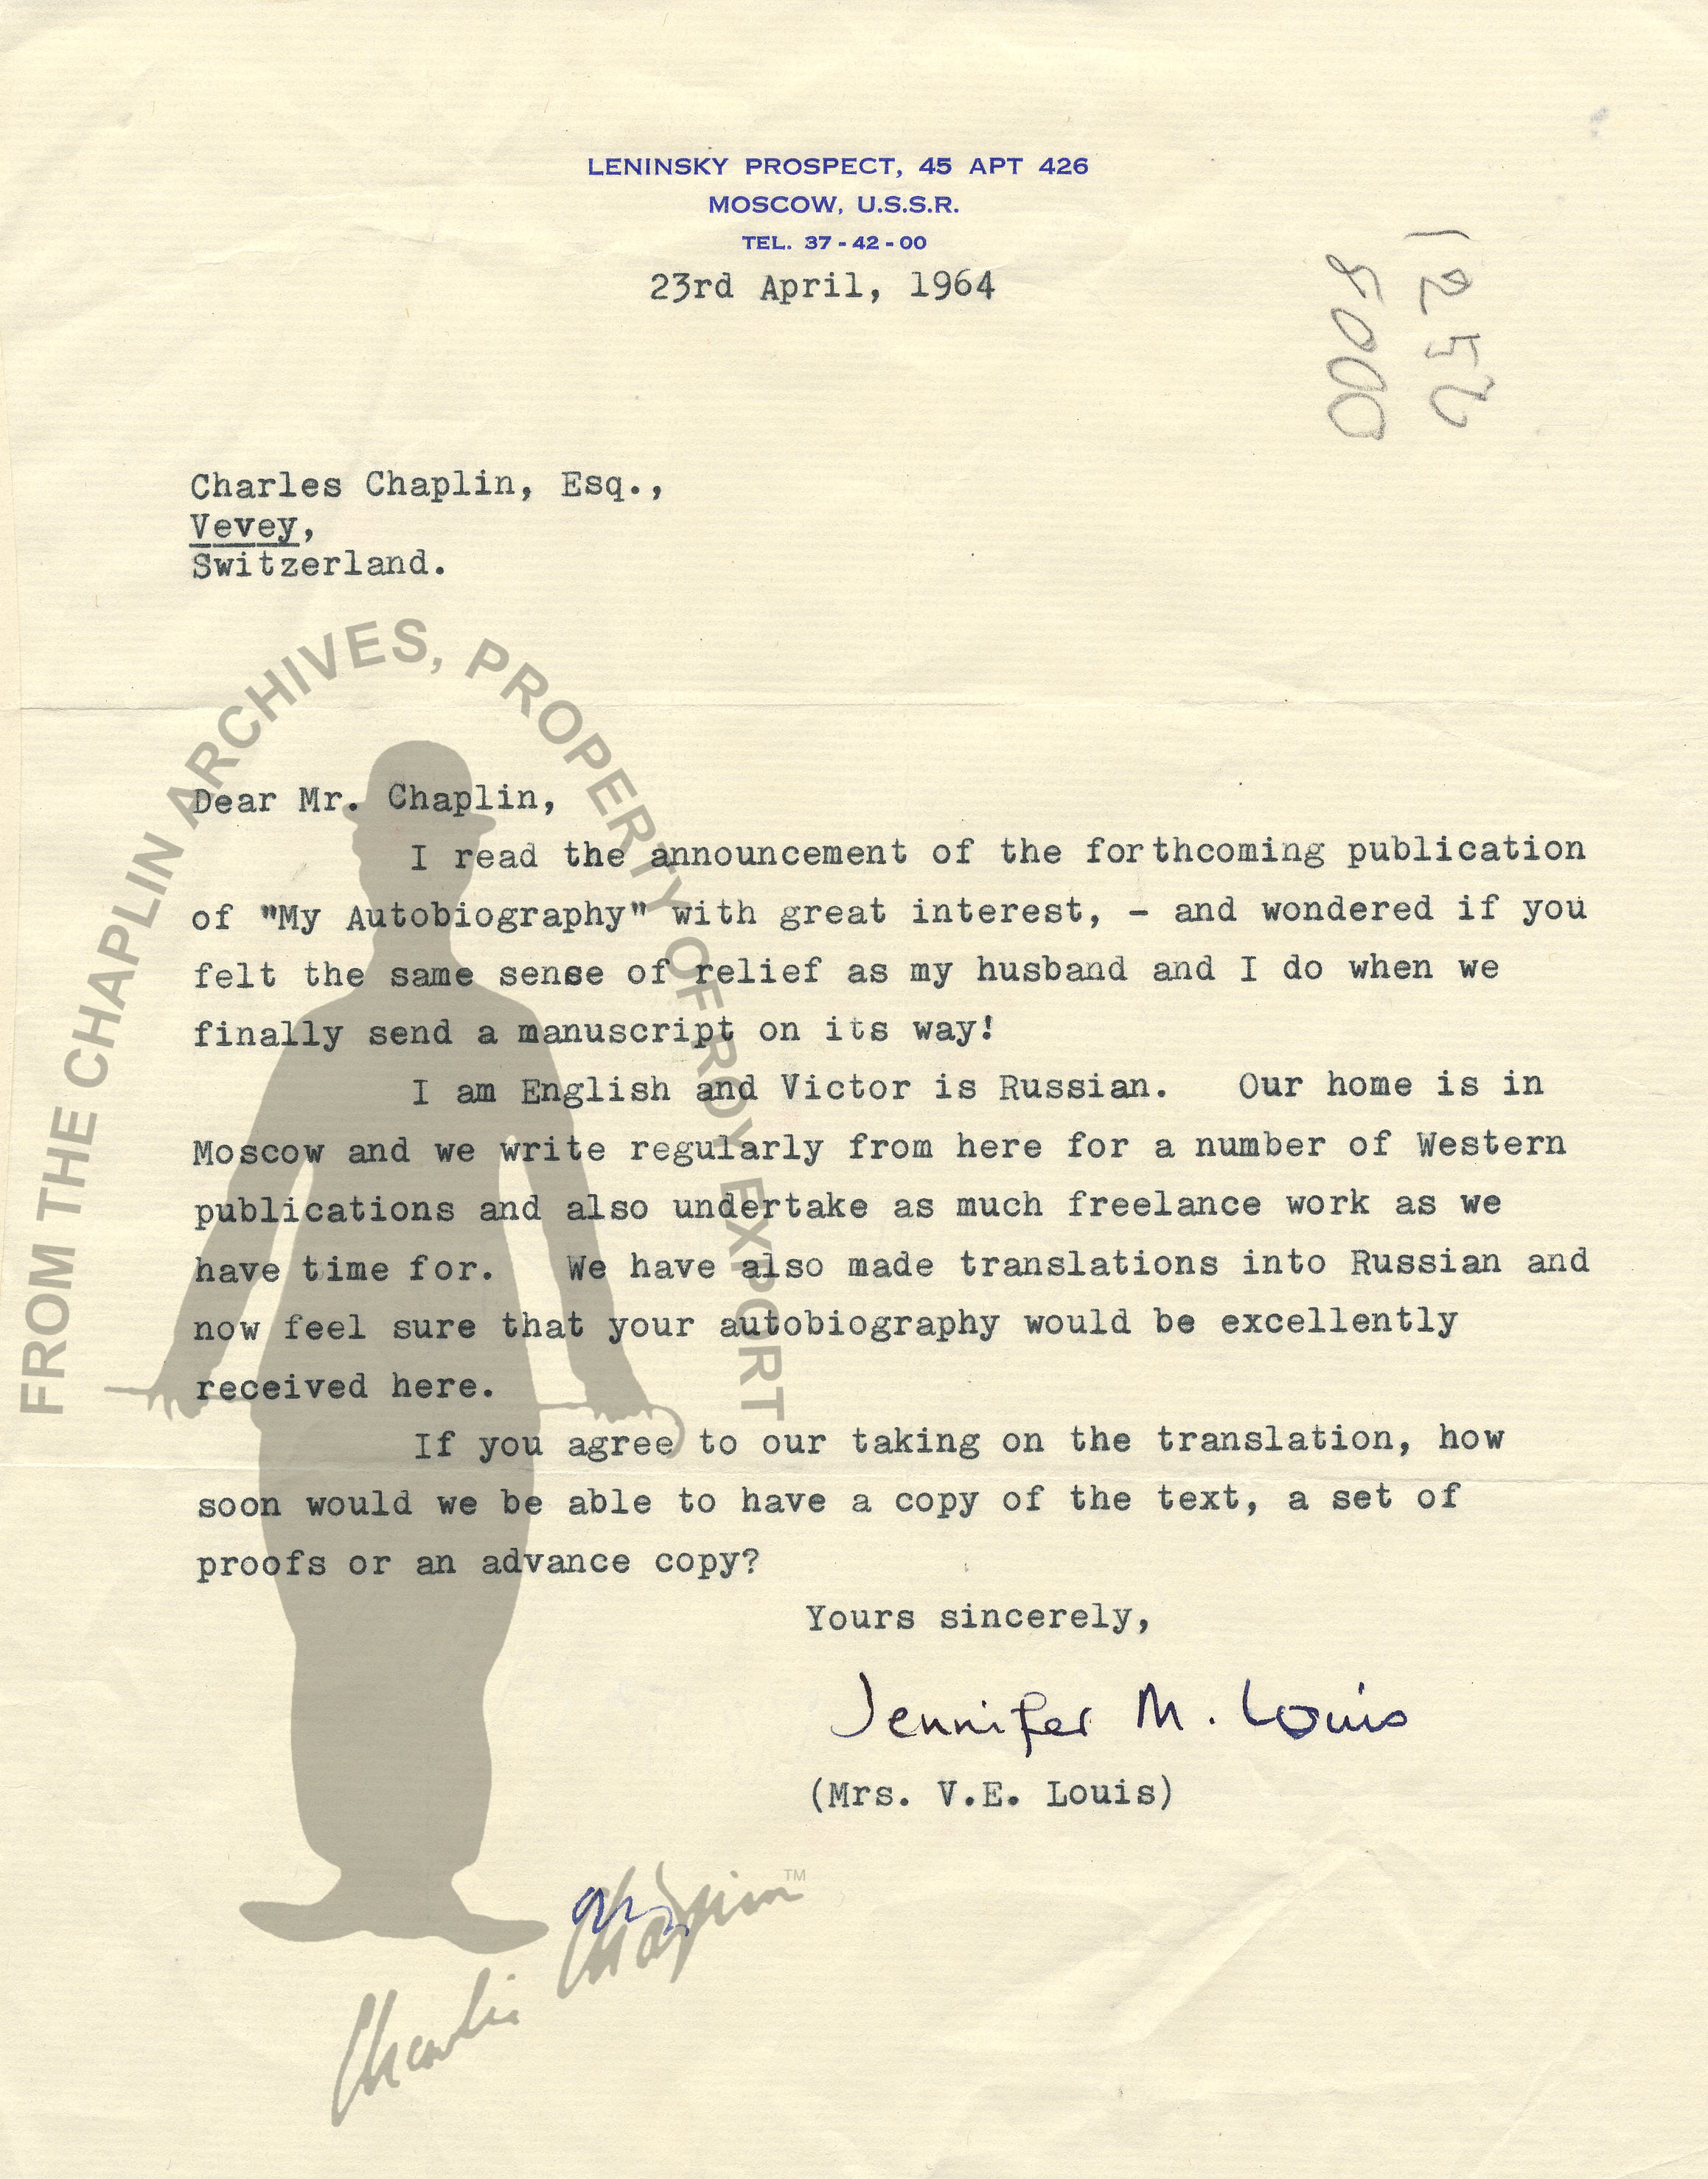 LENINSKY PROSPECT, 45 APT 426
MOSCOW, U.S.S.R.
TEL. 37-42-00
23rd April, 1964
5000
Charles Chaplin, Esq.,
Vevey,
Switzerland.
FROM THE CHAPLIN ARCHIVES, PROPERTY OF ROY EXPORT
Dear Mr. Chaplin,
I read the announcement of the forthcoming publication
of "My Autobiography" with great interest, - and wondered if you
felt the same sense of relief as my husband and I do when we
finally send a manuscript on its way!
I am English and Victor is Russian. Our home is in
Moscow and we write regularly from here for a number of Western
publications and also undertake as much freelance work as we
have time for. We have also made translations into Russian and
now feel sure that your autobiography would be excellently
received here.
If you agree to our taking on the translation, how
soon would we be able to have a copy of the text, a set of
proofs or an advance copy?
Yours sincerely,
Jennifer M. Louis
(Mrs. V.E. Louis)
Charlie Chaplin™